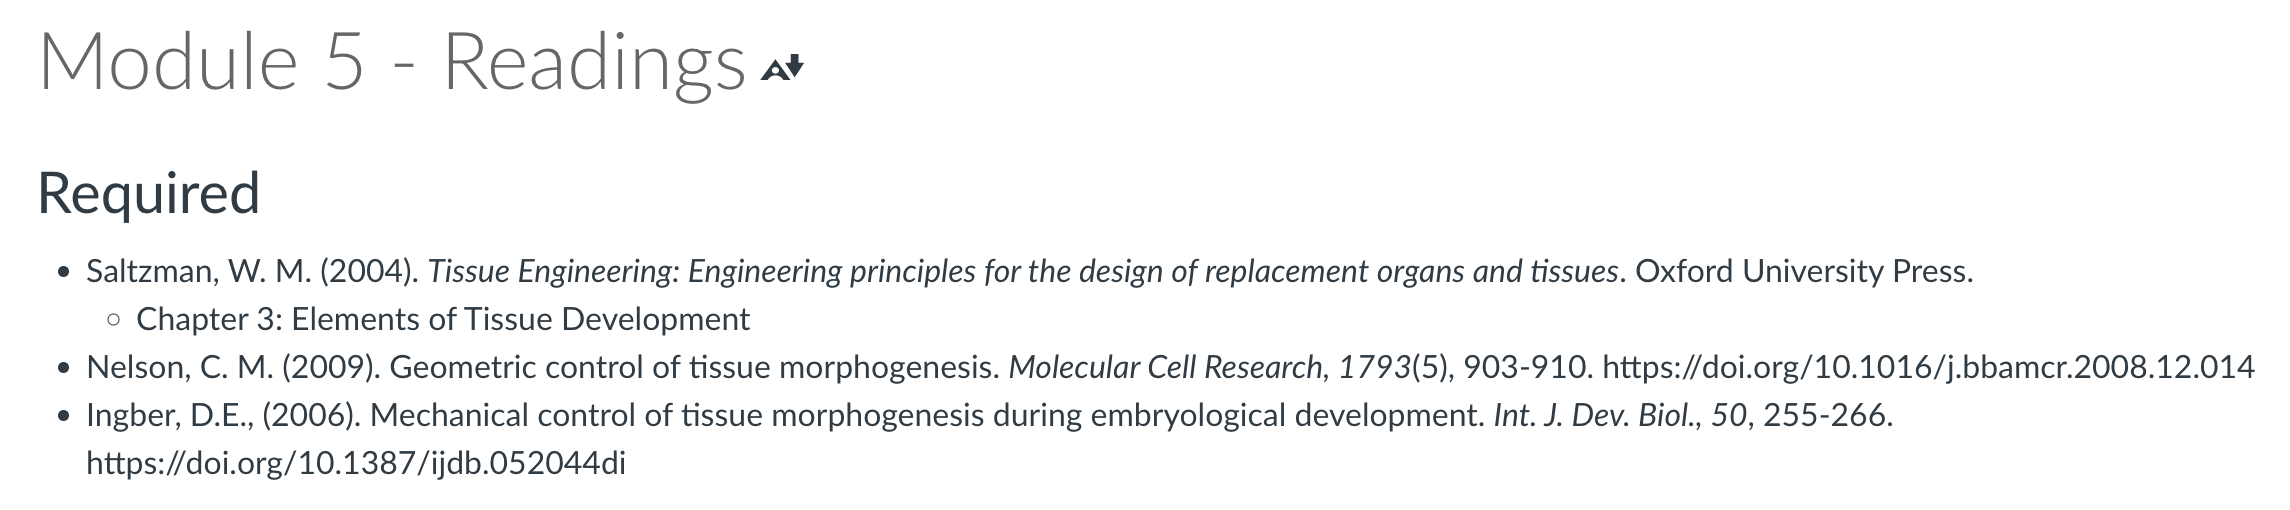 Module 5 - Readings
Required
Saltzman, W. M. (2004). Tissue Engineering: Engineering principles for the design of replacement organs and tissues. Oxford University Press.
Chapter 3: Elements of Tissue Development
Nelson, C. M. (2009). Geometric control of tissue morphogenesis. Molecular Cell Research, 1793(5), 903-910. https://doi.org/10.1016/j.bbamcr.2008.12.014
Ingber, D.E., (2006). Mechanical control of tissue morphogenesis during embryological development. Int. J. Dev. Biol., 50, 255-266.
https://doi.org/10.1387/ijdb.052044di